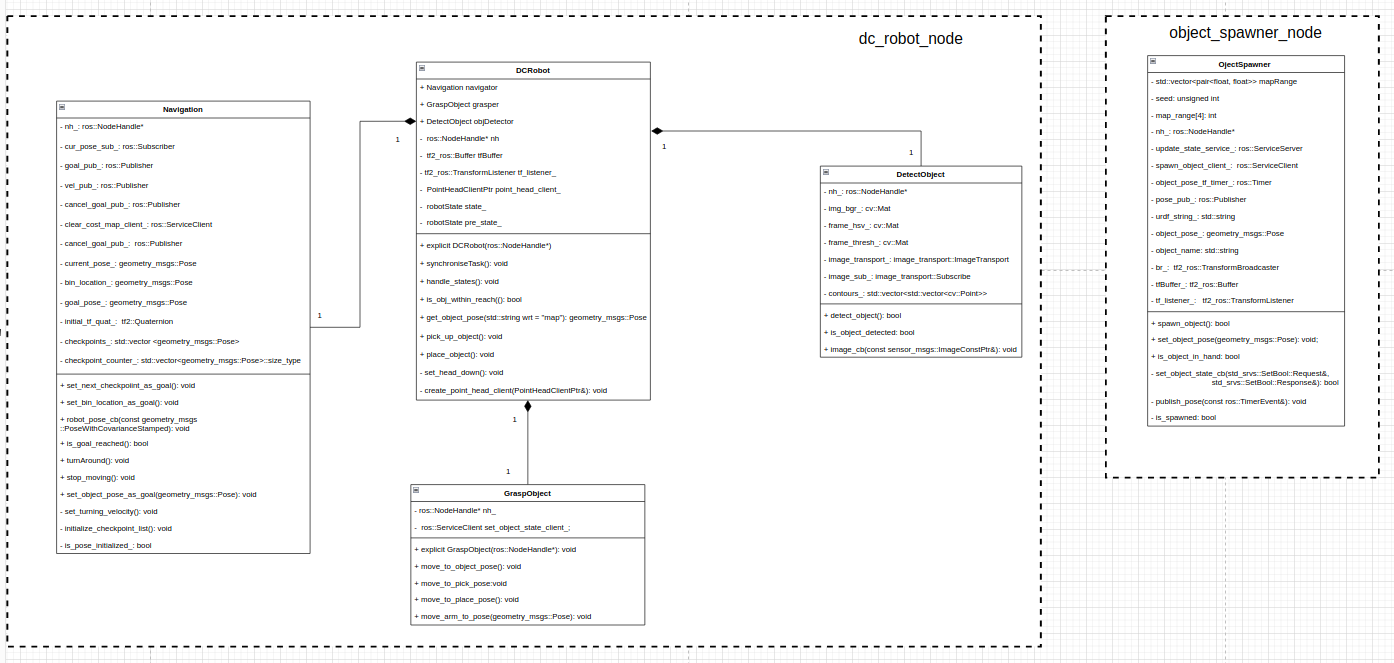 dc_robot_node
DCRobot
+ Navigation navigator
+ GraspObject grasper
+ DetectObject objDetector
- ros::NodeHandle* nh
- tf2_ros::Buffer tfBuffer
- tf2_ros::TransformListener tf_listener_
- PointHeadClientPtr point_head_client_
- robotState state_
- robotState pre_state_
+ explicit DCRobot(ros::NodeHandle*)
+ synchroniseTask(): void
+ handle_states(): void
+ is_obj_within_reach((): bool
+ get_object_pose(std::string wrt = "map"): geometry_msgs::Pose
+ pick_up_object(): void
+ place_object(): void
- set_head_down(): void
- create_point_head_client(PointHeadClientPtr&): void
Navigation
- nh_: ros::NodeHandle*
- cur_pose_sub_: ros::Subscriber
- goal_pub_: ros::Publisher
- vel_pub_: ros::Publisher
- cancel_goal_pub_: ros::Publisher
- clear_cost_map_client_: ros::ServiceClient
- cancel_goal_pub_: ros::Publisher
- current_pose_: geometry_msgs::Pose
- bin_location_: geometry_msgs::Pose
- goal_pose_: geometry_msgs::Pose
- initial_tf_quat_: tf2::Quaternion
- checkpoints_: std::vector <geometry_msgs::Pose>
- checkpoint_counter_: std::vector<geometry_msgs::Pose>::size_type
+ set_next_checkpoint_as_goal(): void
+ set_bin_location_as_goal(): void
+ robot_pose_cb(const geometry_msgs
::PoseWithCovarianceStamped): void
+ is_goal_reached(): bool
+ turnAround(): void
+ stop_moving(): void
+ set_object_pose_as_goal(geometry_msgs::Pose): void
- set_turning_velocity(): void
- initialize_checkpoint_list(): void
- is_pose_initialized_: bool
1
1
1
1
DetectObject
- nh_: ros::NodeHandle*
- img_bgr_: cv::Mat
- frame_hsv_: cv::Mat
- frame_thresh_: cv::Mat
- image_transport_: image_transport::ImageTransport
- image_sub_: image_transport::Subscribe
- contours_: std::vector<std::vector<cv::Point>>
+ detect_object(): bool
- is_object_detected: bool
+ image_cb(const sensor_msgs::ImageConstPtr&): void
1
1
GraspObject
- ros::NodeHandle* nh_
- ros::ServiceClient set_object_state_client_;
+ explicit GraspObject(ros::NodeHandle*): void
+ move_to_object_pose(): void
+ move_to_pick_pose:void
+ move_to_place_pose(): void
+ move_arm_to_pose(geometry_msgs::Pose): void
object_spawner_node
OjectSpawner
- std::vector<pair<float, float>> mapRange
- seed: unsigned int
- map_range[4]: int
- nh_: ros::NodeHandle*
- update_state_service_: ros::ServiceServer
- spawn_object_client_: ros::ServiceClient
- object_pose_tf_timer_: ros::Timer
- pose_pub_: ros::Publisher
- urdf_string_: std::string
- object_pose_: geometry_msgs::Pose
- object_name: std::string
- br_: tf2_ros::TransformBroadcaster
- tfBuffer_: tf2_ros::Buffer
- tf_listener_: tf2_ros::TransformListener
+ spawn_object(): bool
+ set_object_pose(geometry_msgs::Pose): void;
+ is_object_in_hand: bool
- set_object_state_cb(std_srvs::SetBool::Request&,
std_srvs::SetBool::Response&): bool
- publish_pose(const ros::TimerEvent&): void
- is_spawned: bool